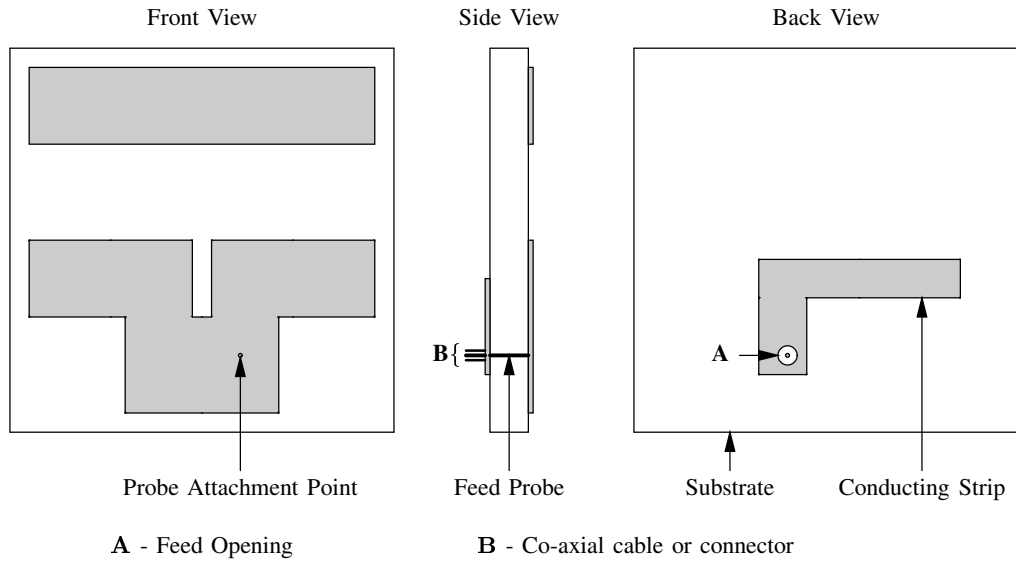 Front View
Side View
Back View
B{
A
Probe Attachment Point
Feed Probe
Substrate
Conducting Strip
A - Feed Opening
B - Co-axial cable or connector